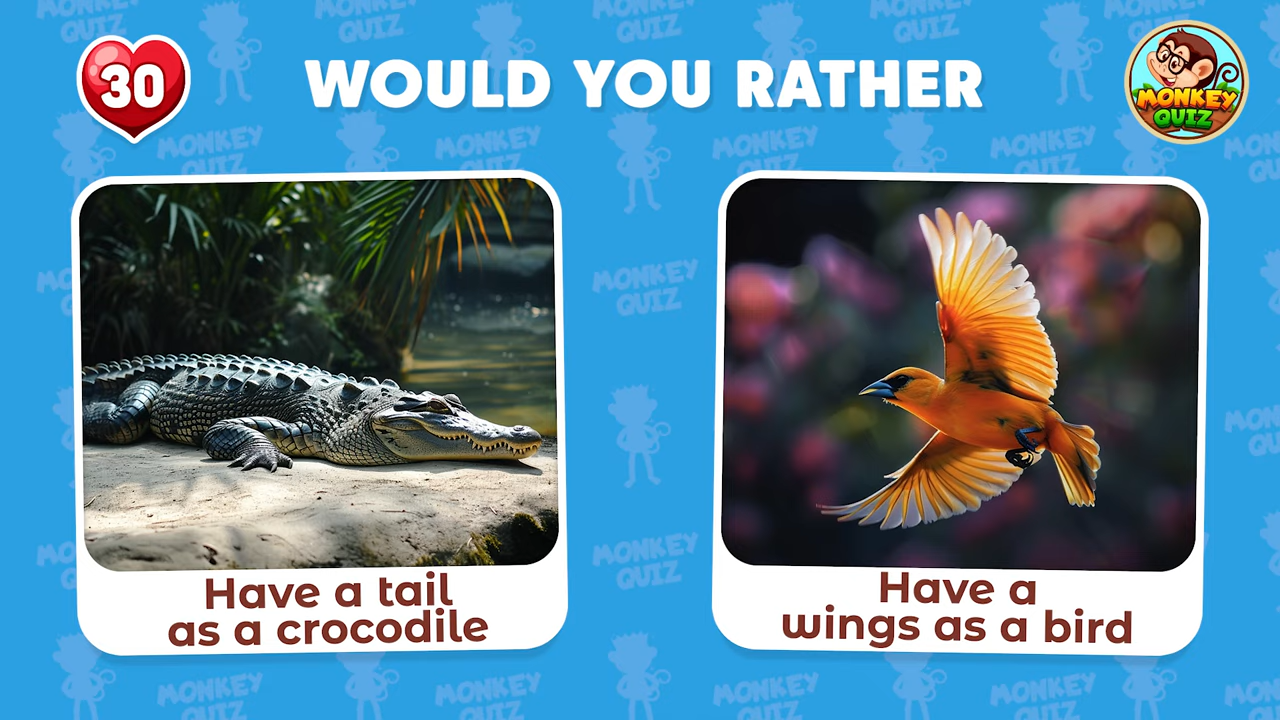 30
WOULD YOU RATHER
MONKEY
QUIZ
Have a tail
as a crocodile
Have a
wings as a bird